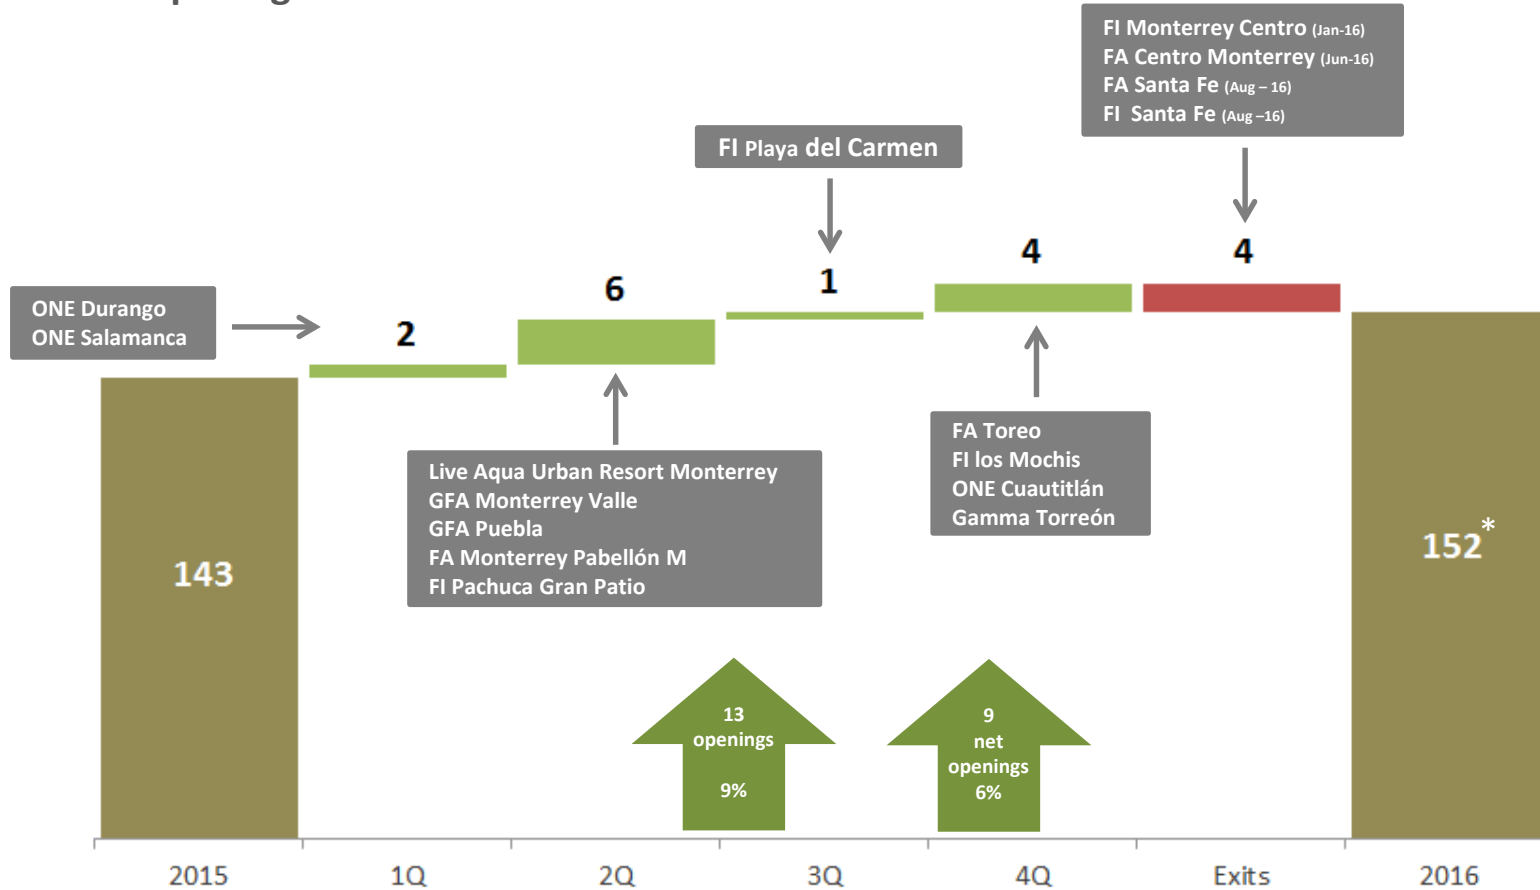 FI Monterrey Centro (Jan-16)
FA Centro Monterrey (Jun-16)
FA Santa Fe (Aug – 16)
FI Santa Fe (Aug –16)
FI Playa del Carmen
4
4
1
6
2
ONE Durango
ONE Salamanca
Live Aqua Urban Resort Monterrey
GFA Monterrey Valle
GFA Puebla
FA Monterrey Pabellón M
FI Pachuca Gran Patio
FA Toreo
FI los Mochis
ONE Cuautitlán
Gamma Torreón
143
152*
13
openings
9%
9
net
openings
6%
2015
1Q
2Q
3Q
4Q
Exits
2016